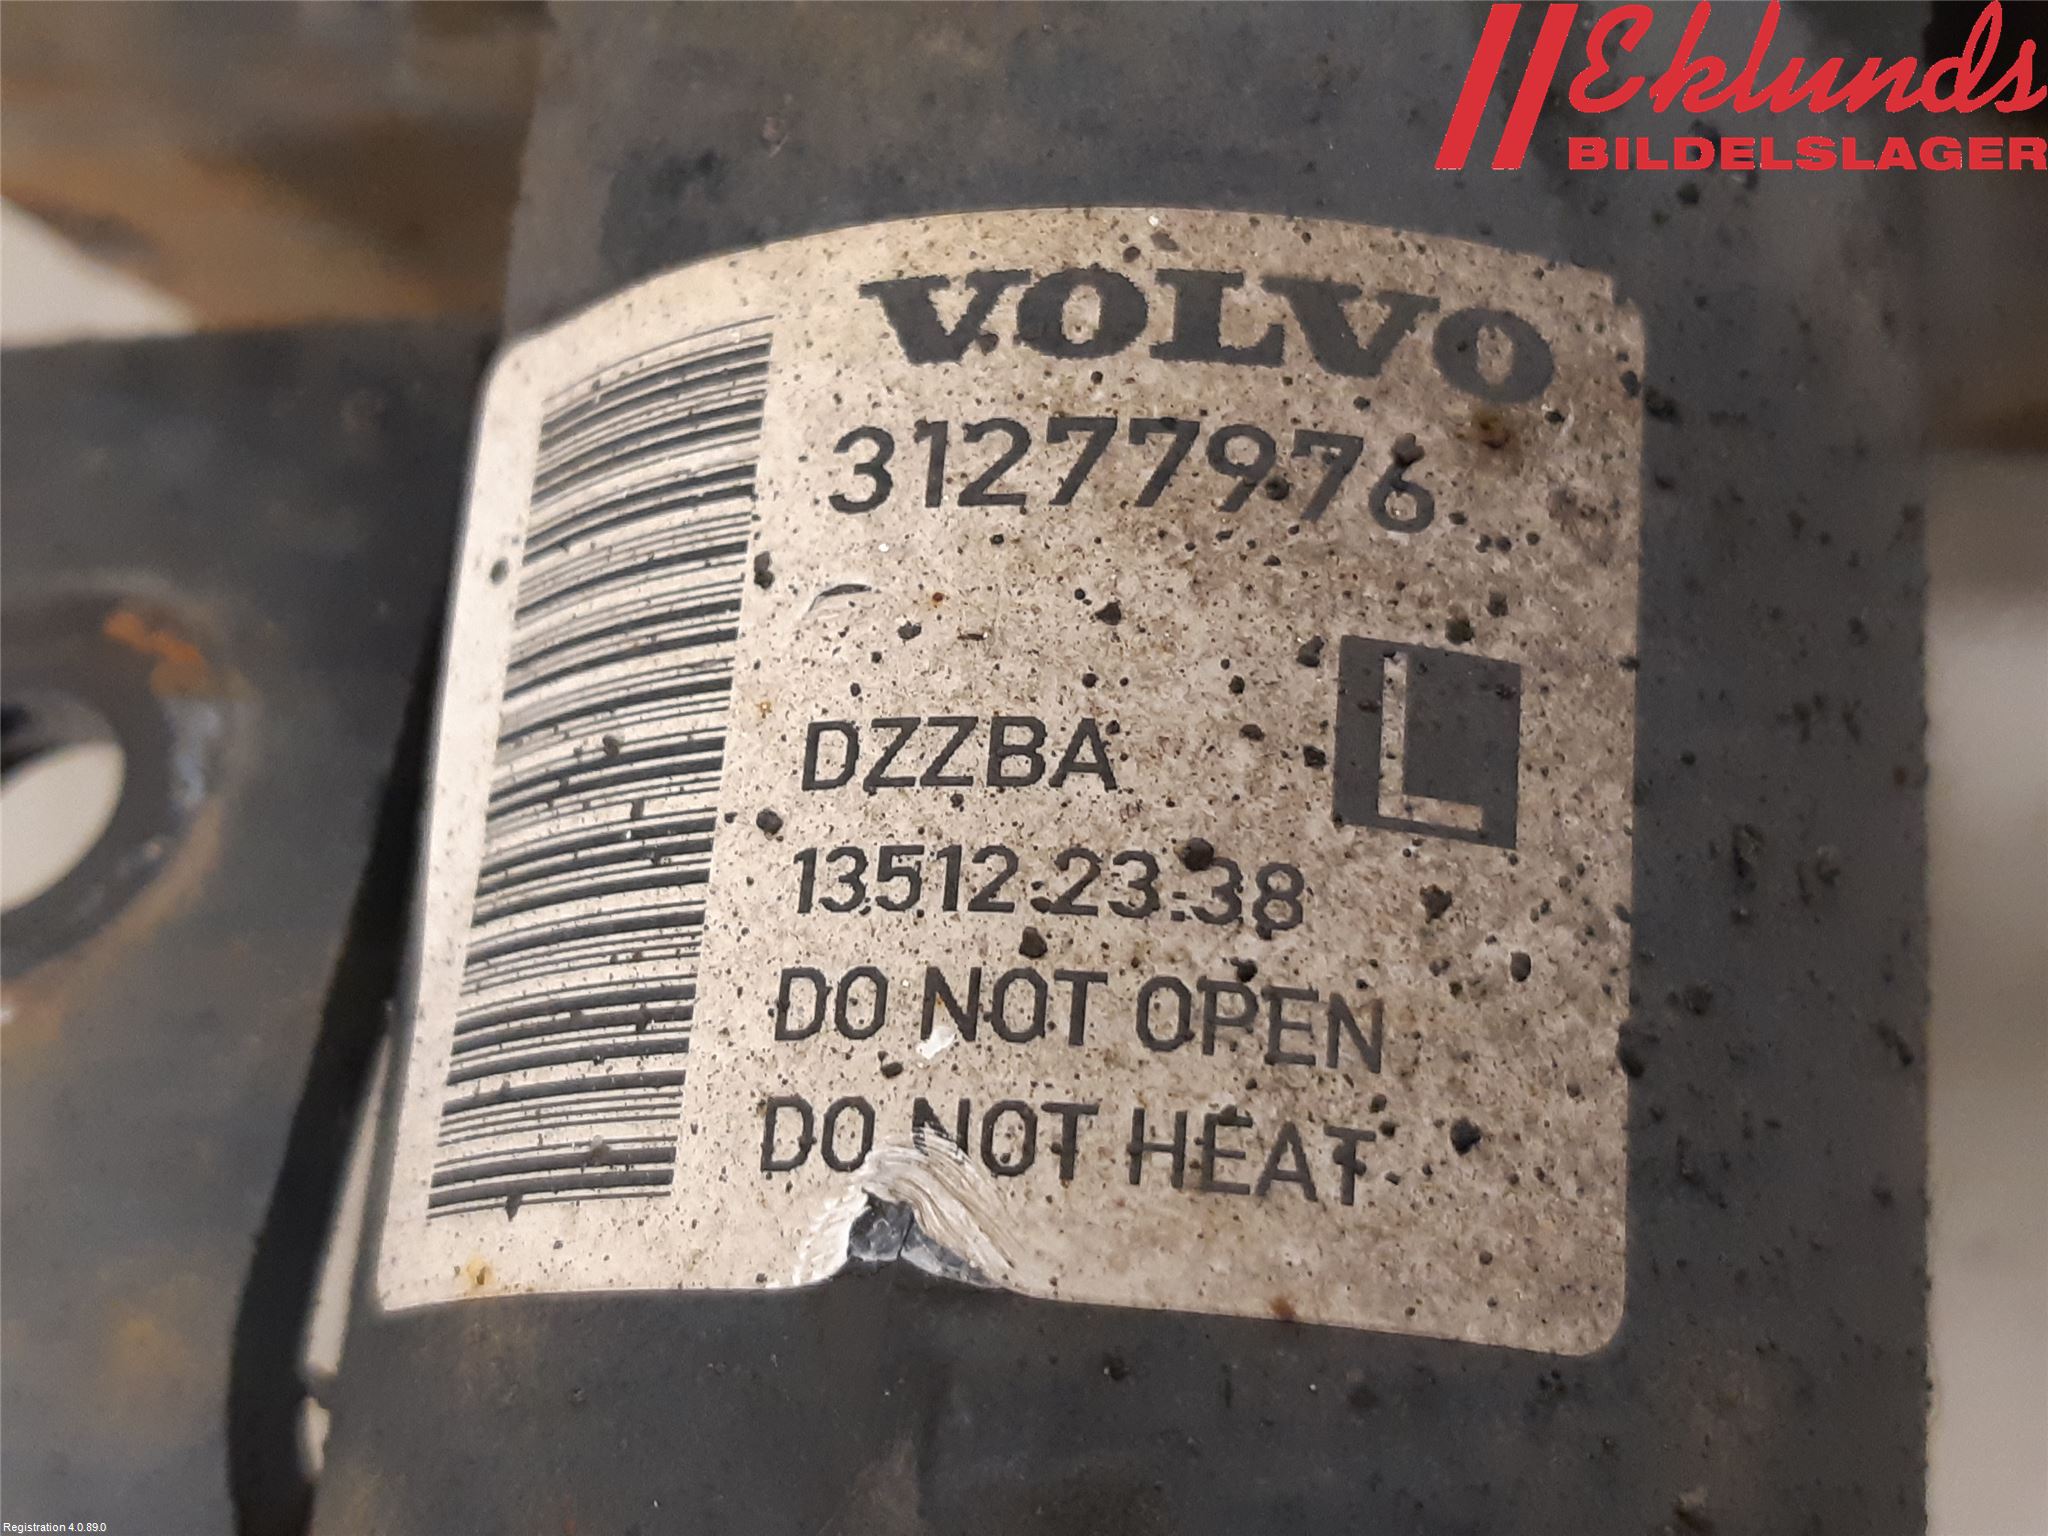 Eklunds
BILDELSLAGER
VOLVO
31277976
L
DZZBA
13512 23:38
DO NOT OPEN
DO NOT HEAT
Registration 4.0.89.0